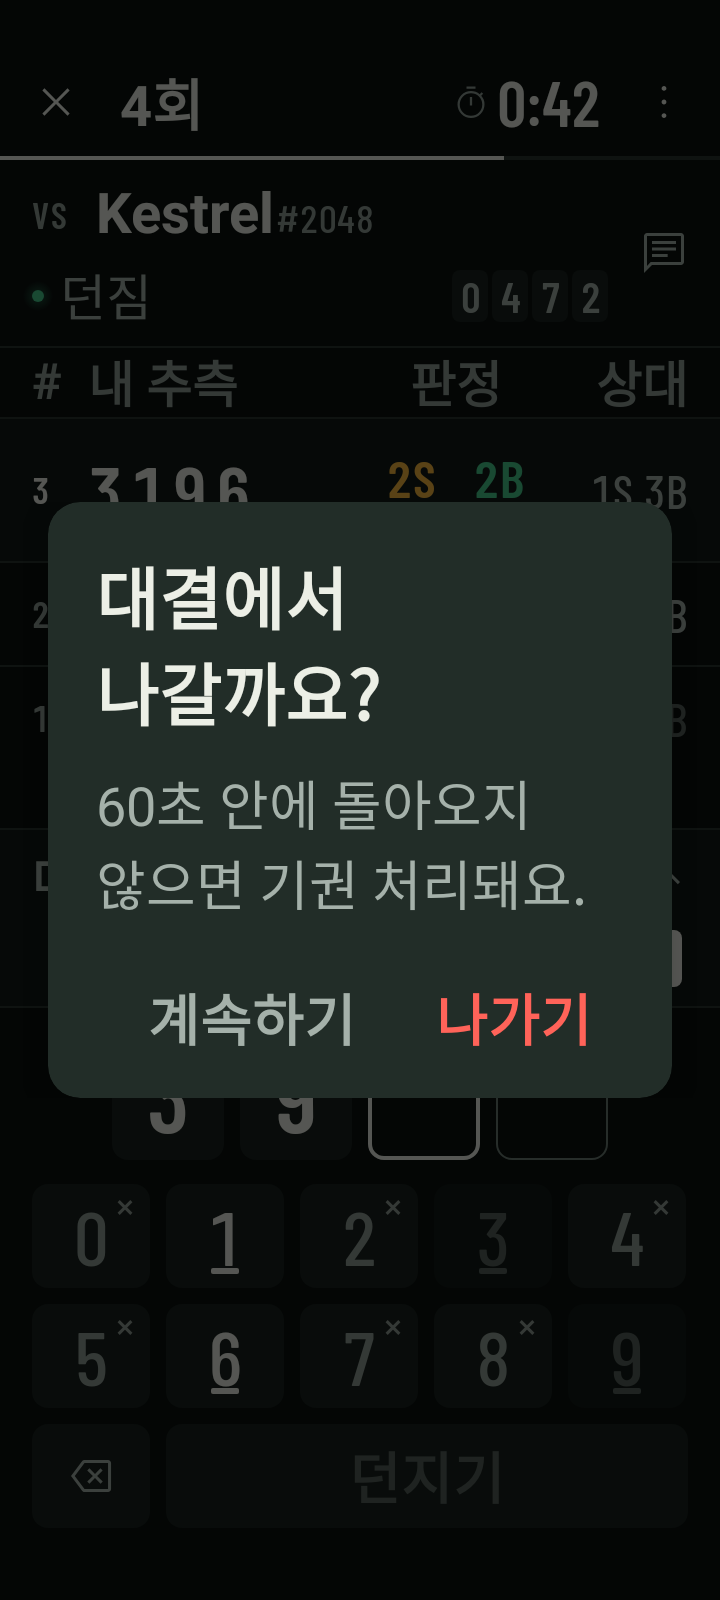 4회 0:42
VS Kestrel#2048
던짐 0 4 7 2
# 내 추측 판정 상대
3 3196 2S 2B 1S 3B
2 B
1 B
대결에서
나갈까요?
60초 안에 돌아오지
않으면 기권 처리돼요.
계속하기 나가기
3 9
0 1 2 3 4
5 6 7 8 9
던지기